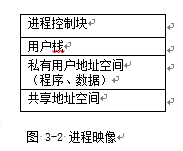 进程控制块
用户栈
私有用户地址空间
（程序、数据）
共享地址空间
图 3-2 进程映像